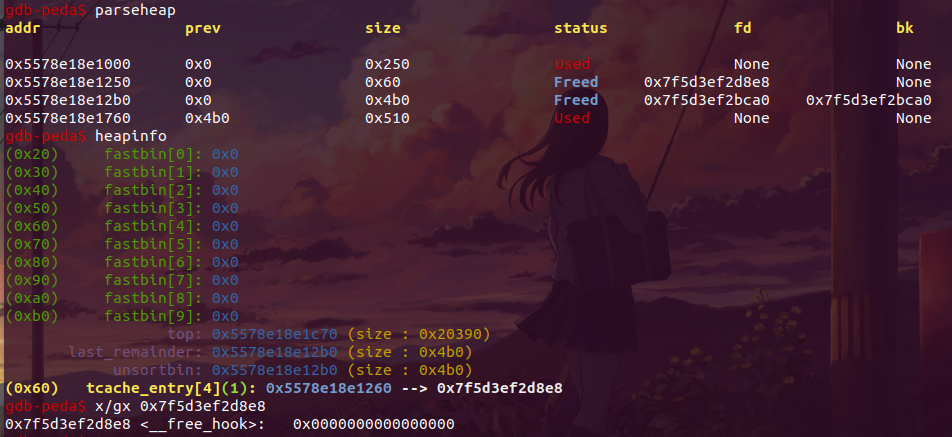 gdb-peda$ parseheap
addr prev size status fd bk
0x5578e18e1000 0x0 0x250 Used None None
0x5578e18e1250 0x0 0x60 Freed 0x7f5d3ef2d8e8 None
0x5578e18e12b0 0x0 0x4b0 Freed 0x7f5d3ef2bca0 0x7f5d3ef2bca0
0x5578e18e1760 0x4b0 0x510 Used None None
gdb-peda$ heapinfo
(0x20) fastbin[0]: 0x0
(0x30) fastbin[1]: 0x0
(0x40) fastbin[2]: 0x0
(0x50) fastbin[3]: 0x0
(0x60) fastbin[4]: 0x0
(0x70) fastbin[5]: 0x0
(0x80) fastbin[6]: 0x0
(0x90) fastbin[7]: 0x0
(0xa0) fastbin[8]: 0x0
(0xb0) fastbin[9]: 0x0
top: 0x5578e18e1c70 (size : 0x20390)
last_remainder: 0x5578e18e12b0 (size : 0x4b0)
unsortbin: 0x5578e18e12b0 (size : 0x4b0)
(0x60) tcache_entry[4](1): 0x5578e18e1260 --> 0x7f5d3ef2d8e8
gdb-peda$ x/gx 0x7f5d3ef2d8e8
0x7f5d3ef2d8e8 <__free_hook>: 0x0000000000000000